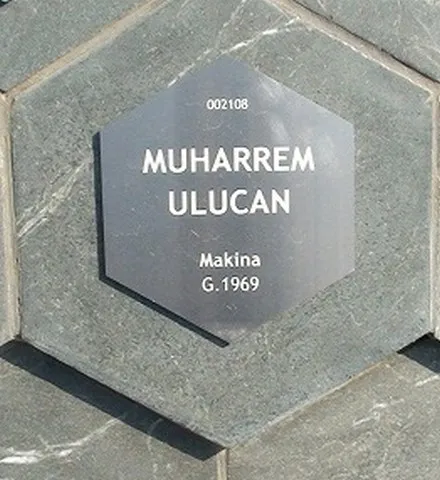 002108
MUHARREM
ULUCAN
Makina
G.1969